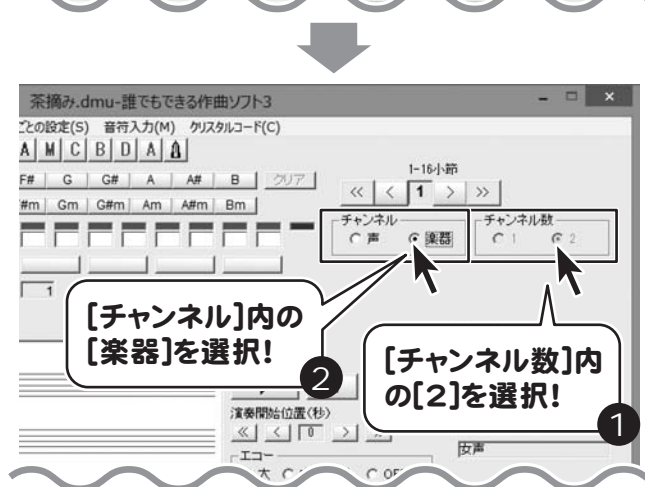 茶摘み.dmu-誰でもできる作曲ソフト3
ごとの設定(S) 音符入力(M) クリスタルコード(C)
A M C B D A
F# G G# A A# B クリア
#m Gm G#m Am A#m Bm
1-16小節
≪ < 1 > ≫
チャンネル
声 楽器
チャンネル数
1 2
1
[チャンネル]内の
[楽器]を選択!
2
[チャンネル数]内
の[2]を選択!
1
演奏開始位置(秒)
≪ < 0 >
エコー
大
女声